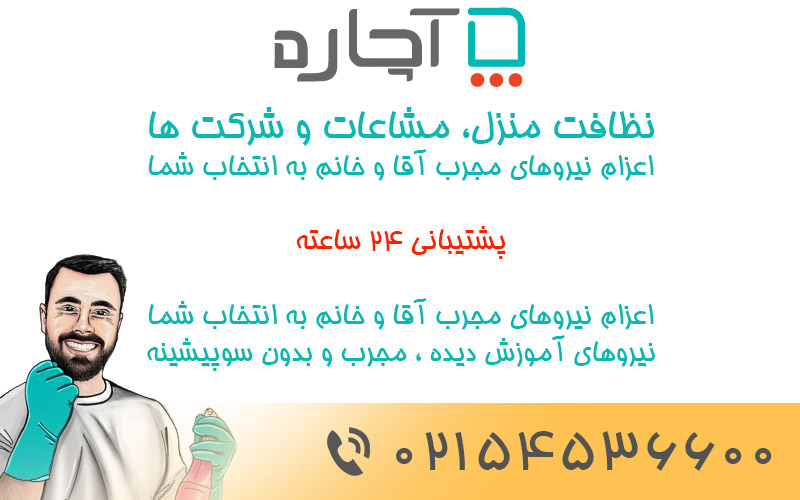 آچاره
نظافت منزل، مشاعات و شرکت ها
اعزام نیروهای مجرب آقا و خانم به انتخاب شما
پشتیبانی ۲۴ ساعته
اعزام نیروهای مجرب آقا و خانم به انتخاب شما
نیروهای آموزش دیده ، مجرب و بدون سوپیشینه
۰۲۱۵۴۵۳۶۶۰۰